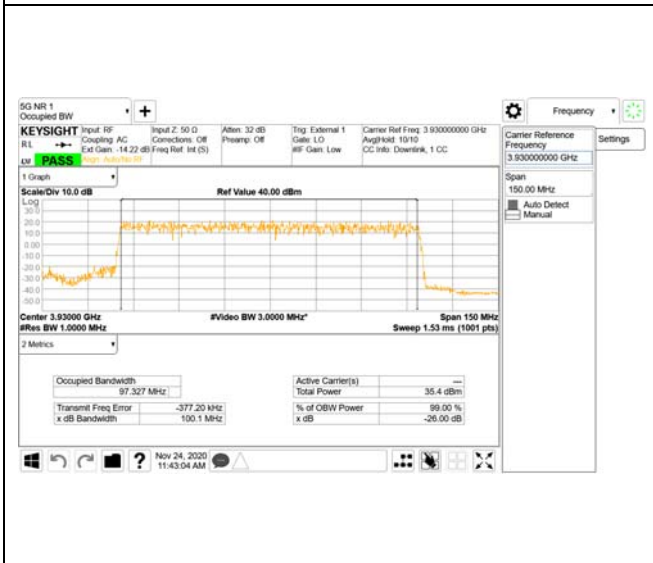 5G NR 1
Occupied BW
Frequency
KEYSIGHT
RL
PASS
Input: RF
Coupling: AC
Ext Gain: -14.22 dB
Align: Auto/No RF
Input Z: 50 Ω
Corrections: Off
Freq Ref: Int (S)
Atten: 32 dB
Preamp: Off
Trig: External 1
Gate: LO
#IF Gain: Low
Carrier Ref Freq: 3.930000000 GHz
Avg|Hold: 10/10
CC Info: Downlink, 1 CC
Carrier Reference
Frequency
3.930000000 GHz
Settings
Span
150.00 MHz
Auto Detect
Manual
1 Graph
Scale/Div 10.0 dB
Ref Value 40.00 dBm
Log
30.0
20.0
10.0
0.00
-10.0
-20.0
-30.0
-40.0
-50.0
Center 3.93000 GHz
#Video BW 3.0000 MHz*
Span 150 MHz
#Res BW 1.0000 MHz
Sweep 1.53 ms (1001 pts)
2 Metrics
Occupied Bandwidth
97.327 MHz
Active Carrier(s)
---
Total Power
35.4 dBm
Transmit Freq Error
-377.20 kHz
% of OBW Power
99.00 %
x dB Bandwidth
100.1 MHz
x dB
-26.00 dB
?
Nov 24, 2020
11:43:04 AM